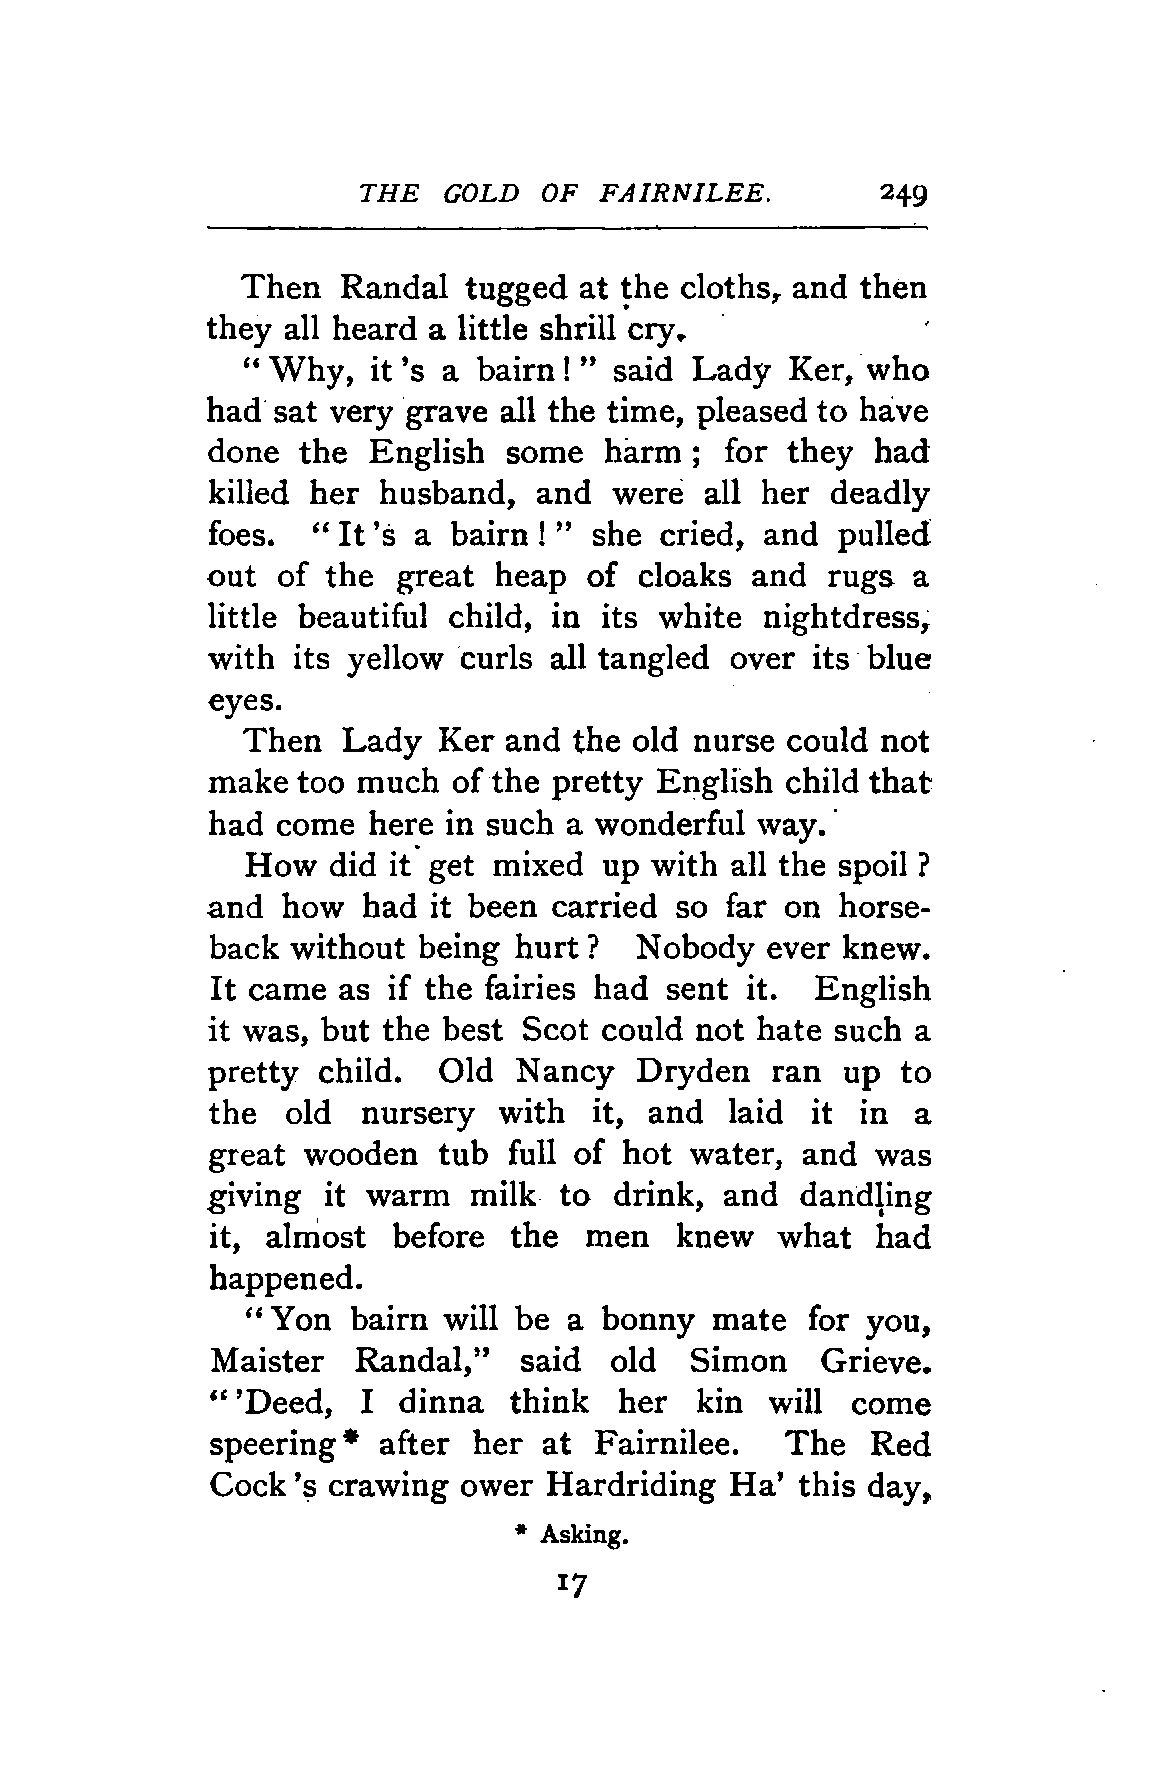 THE GOLD OF FAIRNILEE. 249
Then Randal tugged at the cloths, and then
they all heard a little shrill cry.
" Why, it 's a bairn ! " said Lady Ker, who
had sat very grave all the time, pleased to have
done the English some harm ; for they had
killed her husband, and were all her deadly
foes. " It 's a bairn ! " she cried, and pulled
out of the great heap of cloaks and rugs a
little beautiful child, in its white nightdress,
with its yellow curls all tangled over its blue
eyes.
Then Lady Ker and the old nurse could not
make too much of the pretty English child that
had come here in such a wonderful way.
How did it get mixed up with all the spoil ?
and how had it been carried so far on horse-
back without being hurt ? Nobody ever knew.
It came as if the fairies had sent it. English
it was, but the best Scot could not hate such a
pretty child. Old Nancy Dryden ran up to
the old nursery with it, and laid it in a
great wooden tub full of hot water, and was
giving it warm milk to drink, and dandling
it, almost before the men knew what had
happened.
" Yon bairn will be a bonny mate for you,
Maister Randal," said old Simon Grieve.
" 'Deed, I dinna think her kin will come
speering * after her at Fairnilee. The Red
Cock 's crawing ower Hardriding Ha' this day,
* Asking.
17